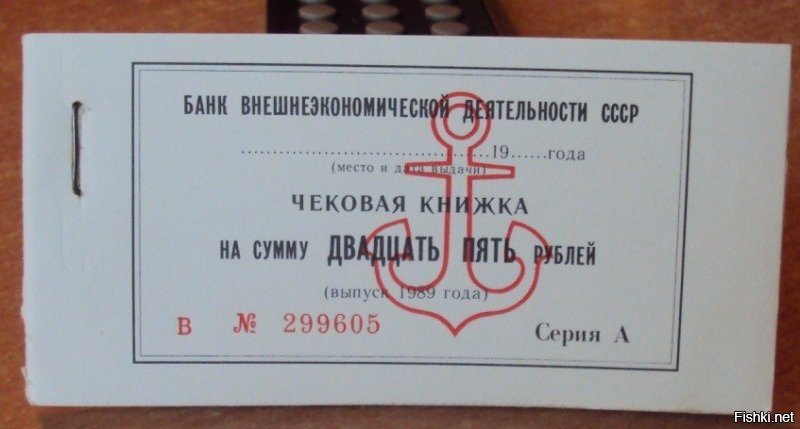 БАНК ВНЕШНЕЭКОНОМИЧЕСКОЙ ДЕЯТЕЛЬНОСТИ СССР
..........................................19......года
(место и дата выдачи)
ЧЕКОВАЯ КНИЖКА
НА СУММУ ДВАДЦАТЬ ПЯТЬ РУБЛЕЙ
(выпуск 1989 года)
В № 299605 Серия А
Fishki.net